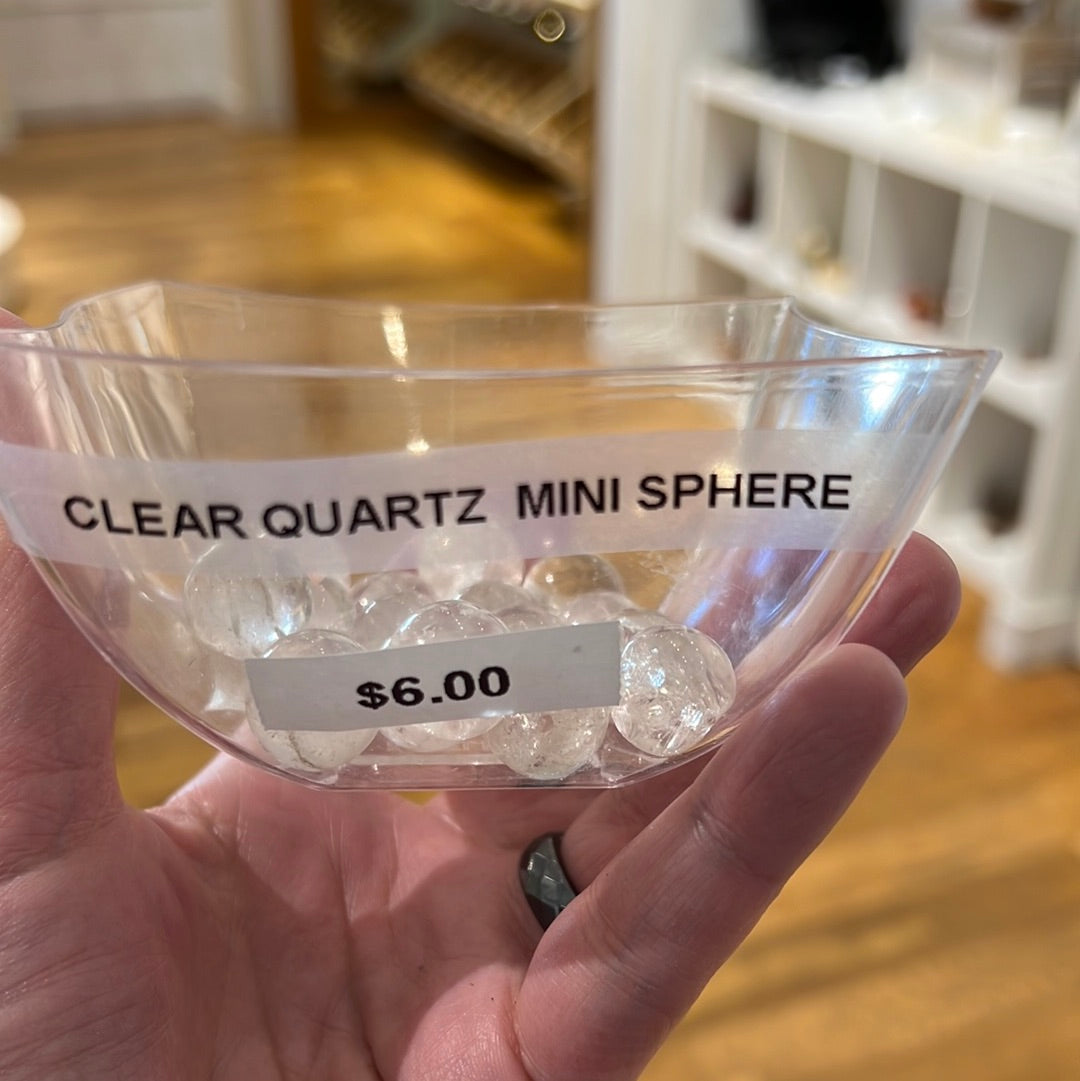 CLEAR QUARTZ MINI SPHERE
$6.00